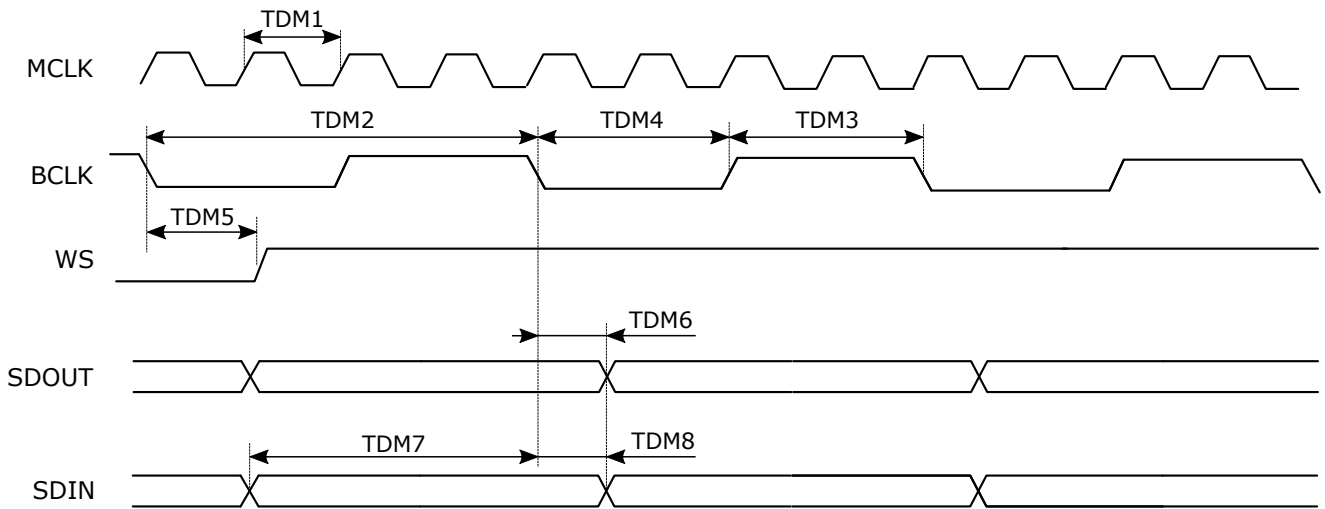 TDM1
MCLK
TDM2 TDM4 TDM3
BCLK
TDM5
WS
TDM6
SDOUT
TDM7 TDM8
SDIN